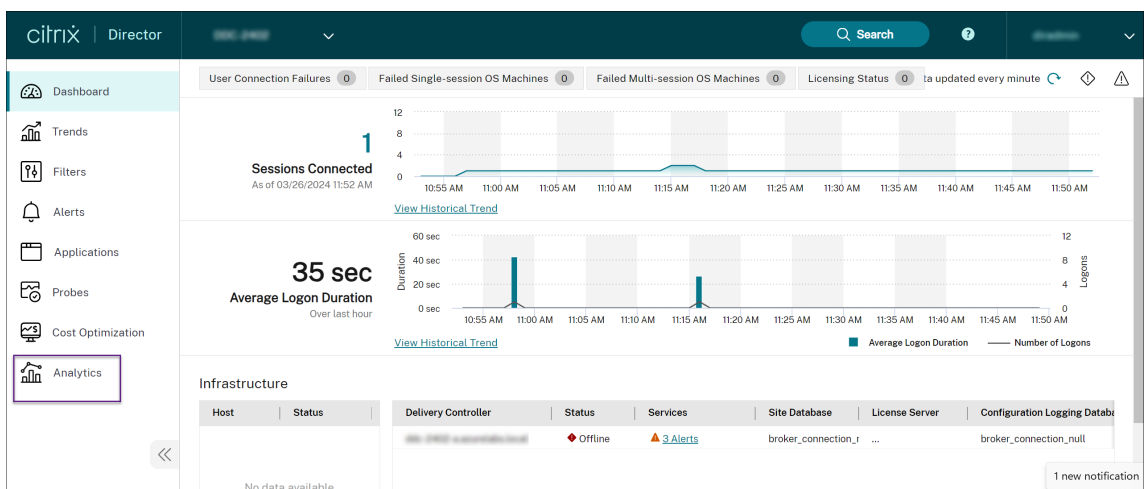 citrix | Director
Search
?
Dashboard
Trends
Filters
Alerts
Applications
Probes
Cost Optimization
Analytics
User Connection Failures 0
Failed Single-session OS Machines 0
Failed Multi-session OS Machines 0
Licensing Status 0
ta updated every minute
1
Sessions Connected
As of 03/26/2024 11:52 AM
12
8
4
0
10:55 AM 11:00 AM 11:05 AM 11:10 AM 11:15 AM 11:20 AM 11:25 AM 11:30 AM 11:35 AM 11:40 AM 11:45 AM 11:50 AM
View Historical Trend
35 sec
Average Logon Duration
Over last hour
Duration
60 sec
40 sec
20 sec
0 sec
12
8
4
0
Logons
10:55 AM 11:00 AM 11:05 AM 11:10 AM 11:15 AM 11:20 AM 11:25 AM 11:30 AM 11:35 AM 11:40 AM 11:45 AM 11:50 AM
View Historical Trend
Average Logon Duration
Number of Logons
Infrastructure
Host Status
No data available
Delivery Controller Status Services Site Database License Server Configuration Logging Databa
Offline 3 Alerts broker_connection_r ... broker_connection_null
1 new notification